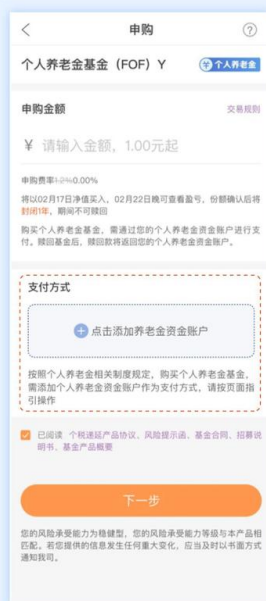 申购
?
个人养老金基金（FOF）Y
个人养老金
申购金额
交易规则
¥ 请输入金额，1.00元起
申购费率1.2%0.00%
将以02月17日净值买入，02月22日晚可查看盈亏，份额确认后将
封闭1年，期间不可赎回
购买个人养老金基金，需通过您的个人养老金资金账户进行支
付。赎回基金后，赎回款将返回您的个人养老金资金账户。
支付方式
点击添加养老金资金账户
按照个人养老金相关制度规定，购买个人养老金基金，
需添加个人养老金资金账户作为支付方式，请按页面指
引操作
已阅读 个税递延产品协议、风险提示函、基金合同、招募说
明书、基金产品概要
下一步
您的风险承受能力为稳健型，您的风险承受能力等级与本产品相
匹配。若您提供的信息发生任何重大变化，应当及时以书面方式
通知我司。